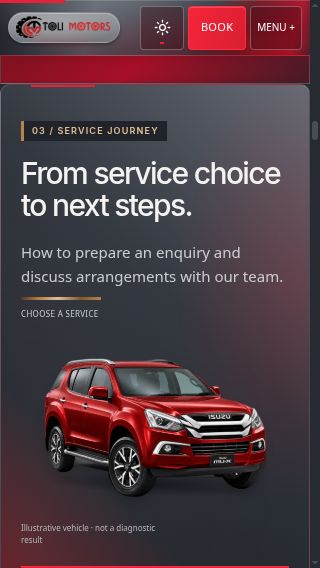 TOLI MOTORS
BOOK
MENU +
03 / SERVICE JOURNEY
From service choice
to next steps.
How to prepare an enquiry and
discuss arrangements with our team.
CHOOSE A SERVICE
ISUZU
Illustrative vehicle · not a diagnostic
result